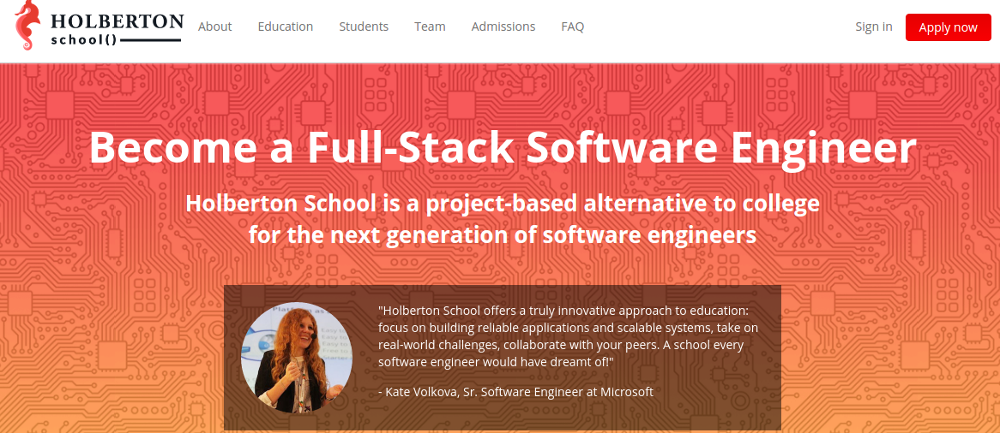 HOLBERTON
school()
About
Education
Students
Team
Admissions
FAQ
Sign in
Apply now
Become a Full-Stack Software Engineer
Holberton School is a project-based alternative to college
for the next generation of software engineers
"Holberton School offers a truly innovative approach to education:
focus on building reliable applications and scalable systems, take on
real-world challenges, collaborate with your peers. A school every
software engineer would have dreamt of!"
- Kate Volkova, Sr. Software Engineer at Microsoft